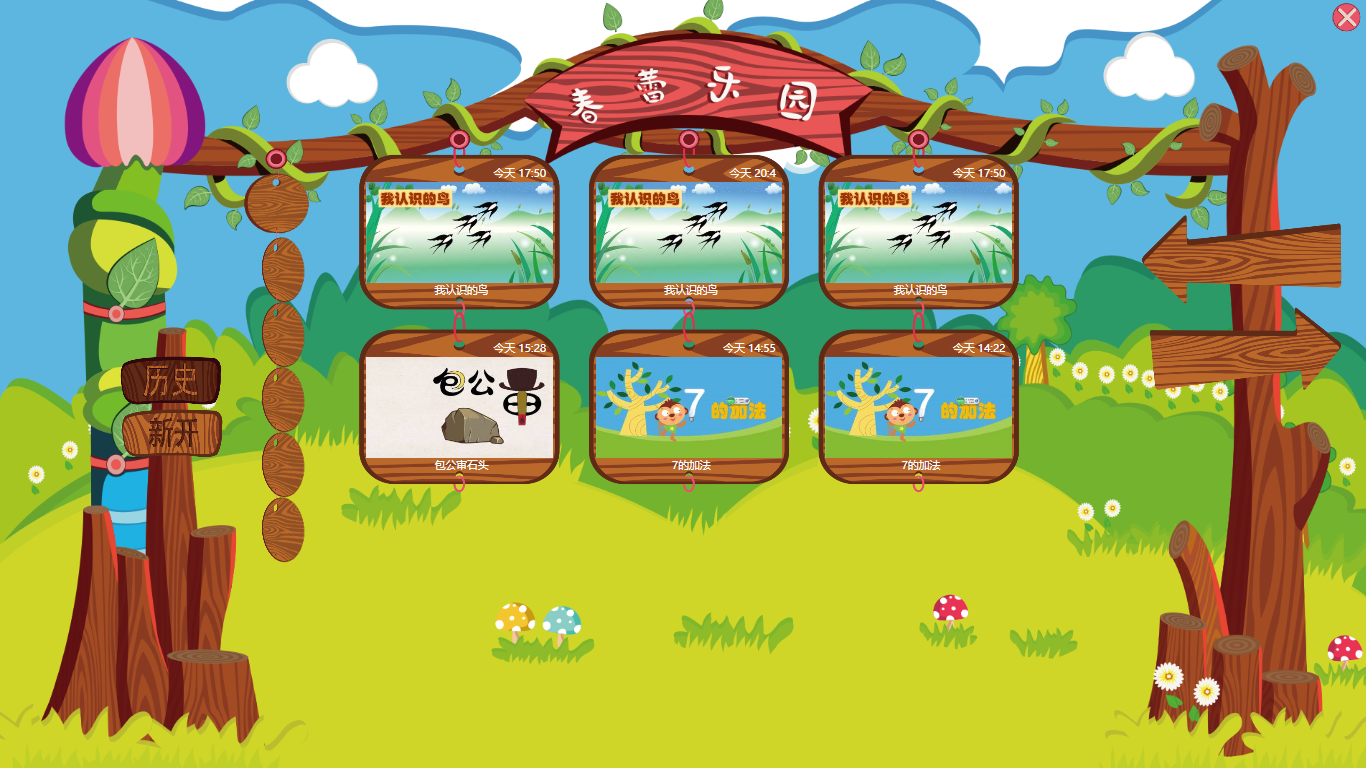 春蕾乐园
今天 17:50
今天 20:4
今天 17:50
我认识的鸟
我认识的鸟
我认识的鸟
我认识的鸟
我认识的鸟
我认识的鸟
今天 15:28
今天 14:55
今天 14:22
包公
7
的加法
7
的加法
包公审石头
7的加法
7的加法
历史
新开